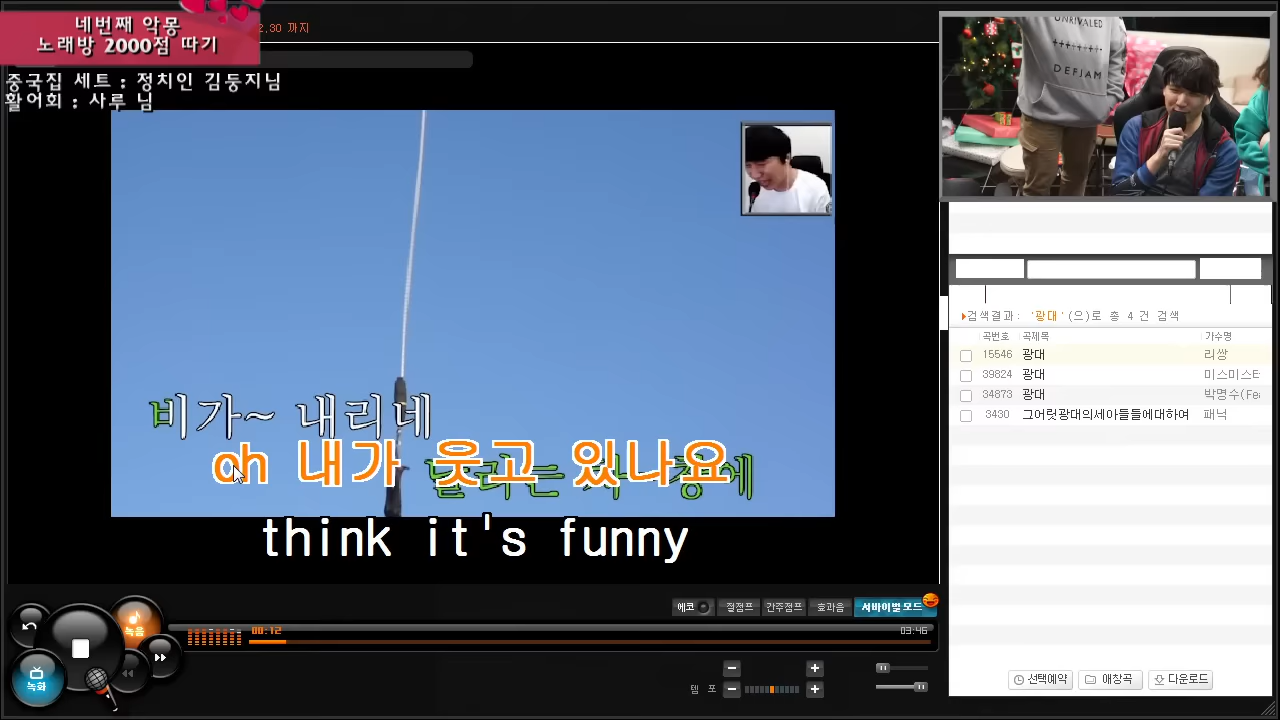 네번째 악몽
노래방 2000점 따기
2,30 까지
중국집 세트 : 정치인 김둥지님
활어회 : 사루 님
UNRIVALED
DEFJAM
비가~ 내리네
oh 내가 웃고 있나요
think it's funny
검색결과 : '광대' (으)로 총 4 건 검색
곡번호 곡제목 가수명
15546 광대 리쌍
39824 광대 미스미스터
34873 광대 박명수(Fea
3430 그어릿광대의세아들들에대하여 패닉
에코 절점프 간주점프 효과음 서바이벌 모드
녹음
00:12 03:46
녹화
템 포
선택예약 애창곡 다운로드